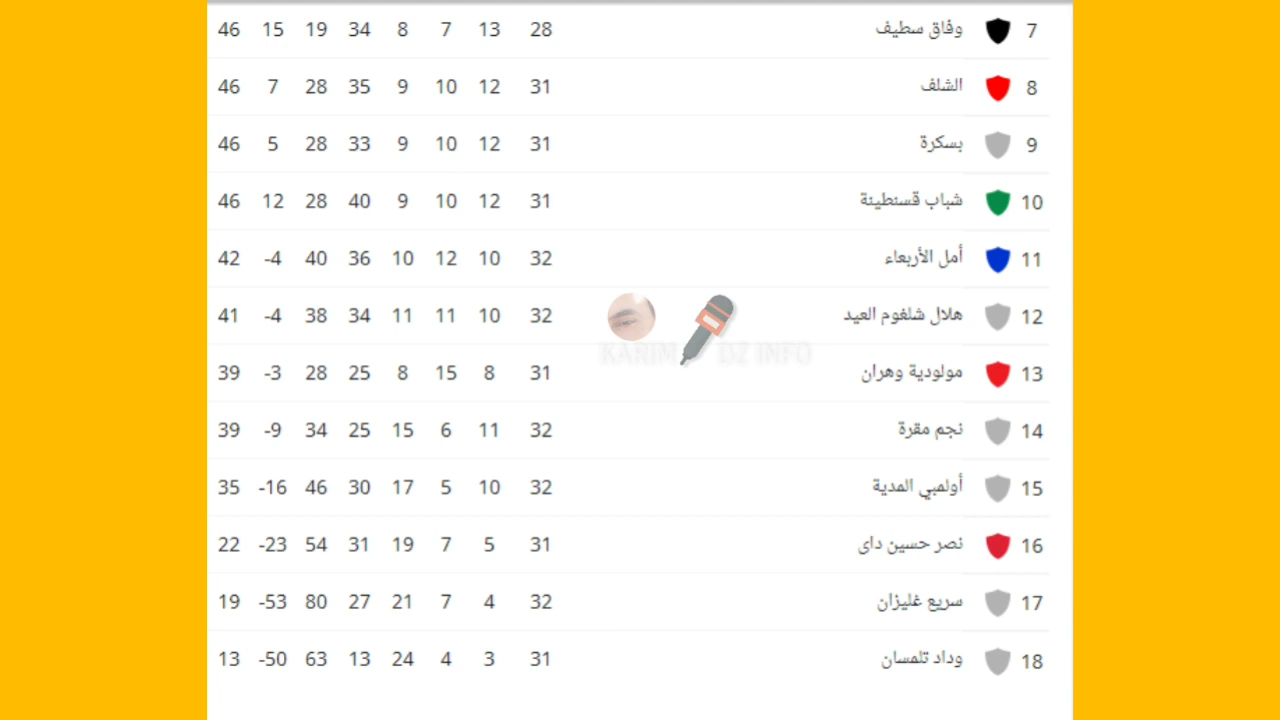 7 وفاق سطيف 28 13 7 8 34 19 15 46
8 الشلف 31 12 10 9 35 28 7 46
9 بسكرة 31 12 10 9 33 28 5 46
10 شباب قسنطينة 31 12 10 9 40 28 12 46
11 أمل الأربعاء 32 10 12 10 36 40 -4 42
12 هلال شلغوم العيد 32 10 11 11 34 38 -4 41
KARIM DZ INFO
13 مولودية وهران 31 8 15 8 25 28 -3 39
14 نجم مقرة 32 11 6 15 25 34 -9 39
15 أولمبي المدية 32 10 5 17 30 46 -16 35
16 نصر حسين داى 31 5 7 19 31 54 -23 22
17 سريع غليزان 32 4 7 21 27 80 -53 19
18 وداد تلمسان 31 3 4 24 13 63 -50 13